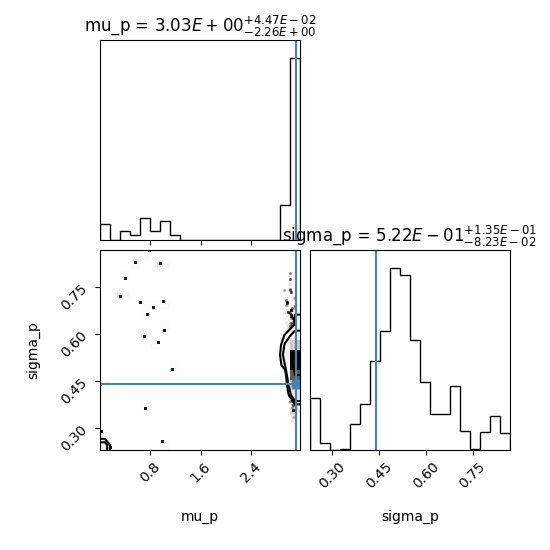 mu_p = 3.03E + 00+4.47E−02 −2.26E+00
sigma_p = 5.22E − 01+1.35E−01 −8.23E−02
0.75
0.60
0.45
0.30
sigma_p
0.8 1.6 2.4
mu_p
0.30 0.45 0.60 0.75
sigma_p